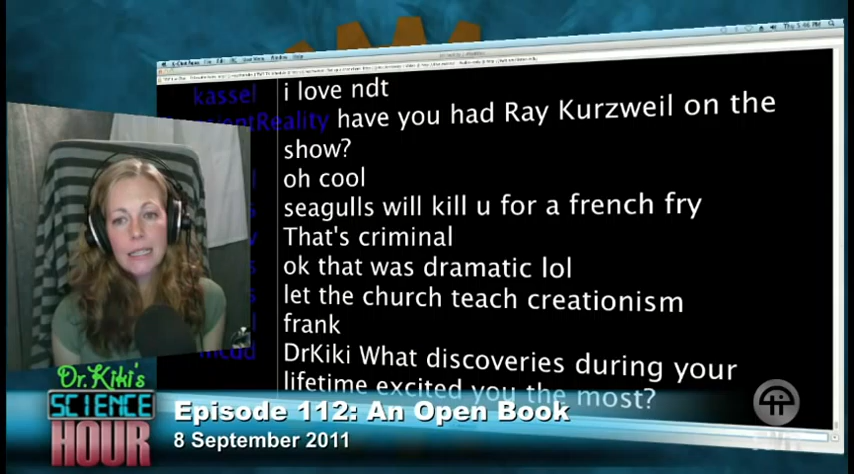 kassel i love ndt
have you had Ray Kurzweil on the
show?
oh cool
seagulls will kill u for a french fry
That's criminal
ok that was dramatic lol
let the church teach creationism
frank
DrKiki What discoveries during your
lifetime excited you the most?
Dr. Kiki's
SCIENCE
HOUR
Episode 112: An Open Book
8 September 2011